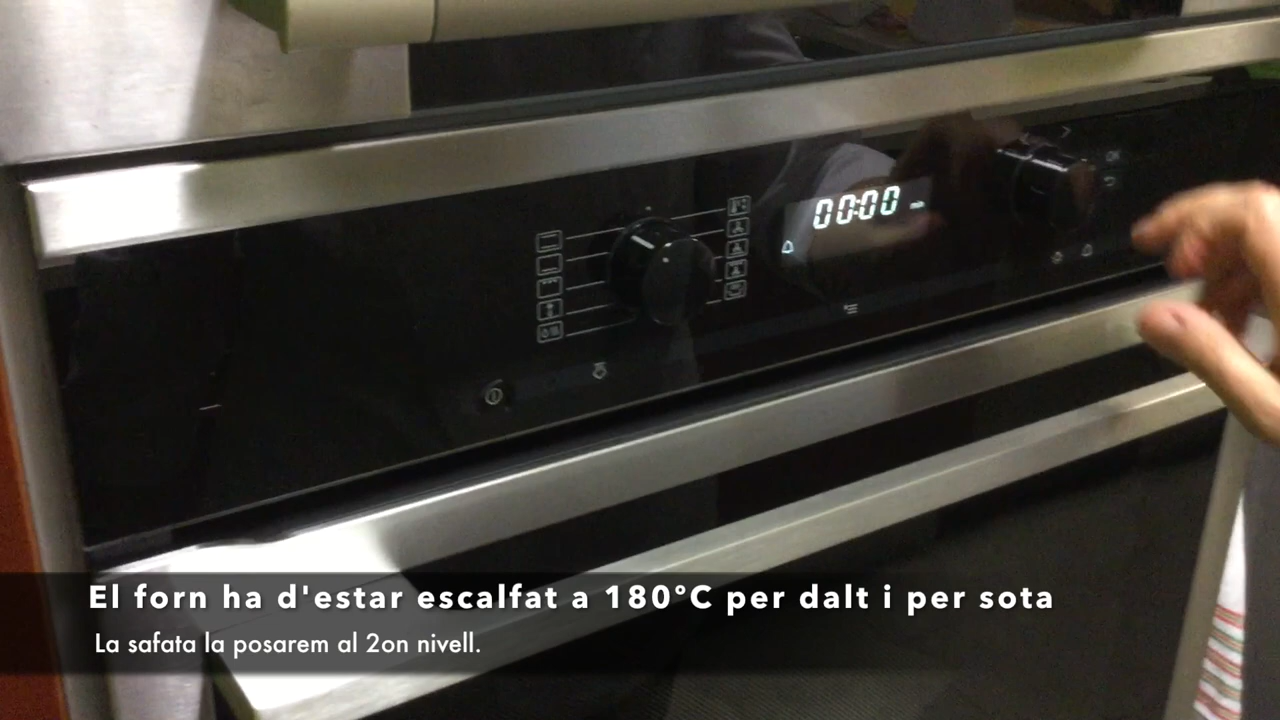 00:00
OK
El forn ha d'estar escalfat a 180°C per dalt i per sota
La safata la posarem al 2on nivell.